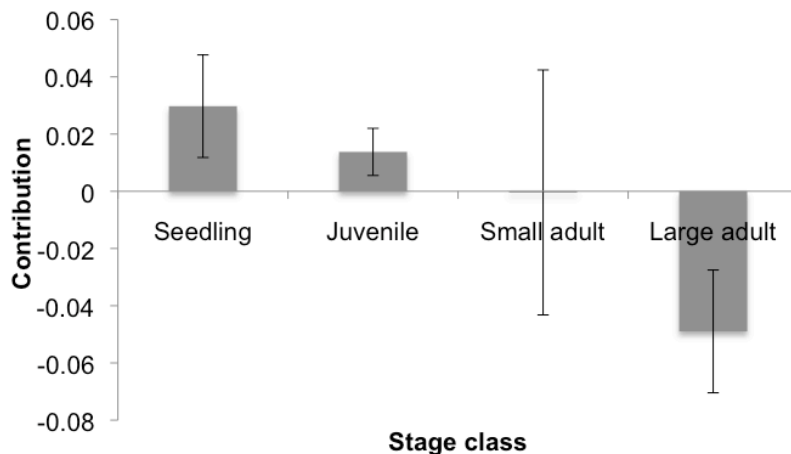 0.06
0.04
0.02
0
-0.02
-0.04
-0.06
-0.08
Contribution
Seedling Juvenile Small adult Large adult
Stage class